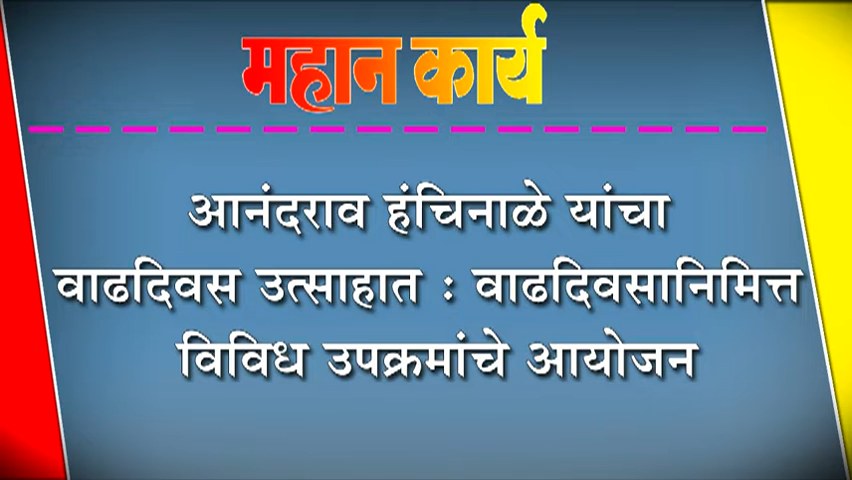 महान कार्य
आनंदराव हंचिनाळे यांचा
वाढदिवस उत्साहात : वाढदिवसानिमित्त
विविध उपक्रमांचे आयोजन